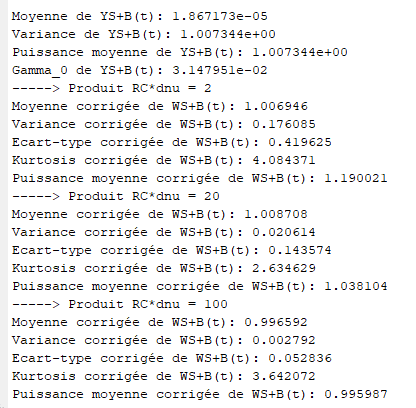 Moyenne de YS+B(t): 1.867173e-05
Variance de YS+B(t): 1.007344e+00
Puissance moyenne de YS+B(t): 1.007344e+00
Gamma_0 de YS+B(t): 3.147951e-02
-----> Produit RC*dnu = 2
Moyenne corrigée de WS+B(t): 1.006946
Variance corrigée de WS+B(t): 0.176085
Ecart-type corrigée de WS+B(t): 0.419625
Kurtosis corrigée de WS+B(t): 4.084371
Puissance moyenne corrigée de WS+B(t): 1.190021
-----> Produit RC*dnu = 20
Moyenne corrigée de WS+B(t): 1.008708
Variance corrigée de WS+B(t): 0.020614
Ecart-type corrigée de WS+B(t): 0.143574
Kurtosis corrigée de WS+B(t): 2.634629
Puissance moyenne corrigée de WS+B(t): 1.038104
-----> Produit RC*dnu = 100
Moyenne corrigée de WS+B(t): 0.996592
Variance corrigée de WS+B(t): 0.002792
Ecart-type corrigée de WS+B(t): 0.052836
Kurtosis corrigée de WS+B(t): 3.642072
Puissance moyenne corrigée de WS+B(t): 0.995987